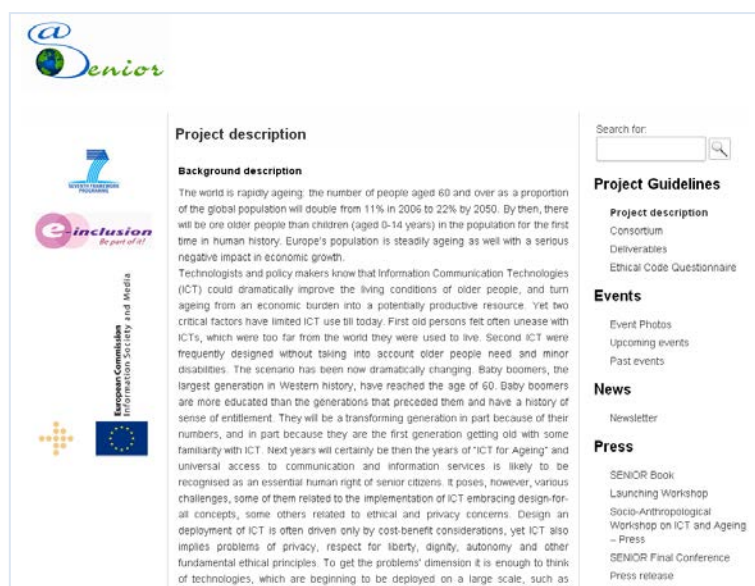 @
Senior
SEVENTH FRAMEWORK
PROGRAMME
e-inclusion
Be part of it!
European Commission
Information Society and Media
Project description
Background description
The world is rapidly ageing: the number of people aged 60 and over as a proportion
of the global population will double from 11% in 2006 to 22% by 2050. By then, there
will be ore older people than children (aged 0-14 years) in the population for the first
time in human history. Europe's population is steadily ageing as well with a serious
negative impact in economic growth.
Technologists and policy makers know that Information Communication Technologies
(ICT) could dramatically improve the living conditions of older people, and turn
ageing from an economic burden into a potentially productive resource. Yet two
critical factors have limited ICT use till today. First old persons felt often unease with
ICTs, which were too far from the world they were used to live. Second ICT were
frequently designed without taking into account older people need and minor
disabilities. The scenario has been now dramatically changing. Baby boomers, the
largest generation in Western history, have reached the age of 60. Baby boomers
are more educated than the generations that preceded them and have a history of
sense of entitlement. They will be a transforming generation in part because of their
numbers, and in part because they are the first generation getting old with some
familiarity with ICT. Next years will certainly be then the years of "ICT for Ageing" and
universal access to communication and information services is likely to be
recognised as an essential human right of senior citizens. It poses, however, various
challenges, some of them related to the implementation of ICT embracing design-for-
all concepts, some others related to ethical and privacy concerns. Design an
deployment of ICT is often driven only by cost-benefit considerations, yet ICT also
implies problems of privacy, respect for liberty, dignity, autonomy and other
fundamental ethical principles. To get the problems' dimension it is enough to think
of technologies, which are beginning to be deployed on a large scale, such as
Search for:
Project Guidelines
Project description
Consortium
Deliverables
Ethical Code Questionnaire
Events
Event Photos
Upcoming events
Past events
News
Newsletter
Press
SENIOR Book
Launching Workshop
Socio-Anthropological
Workshop on ICT and Ageing
– Press
SENIOR Final Conference
Press release